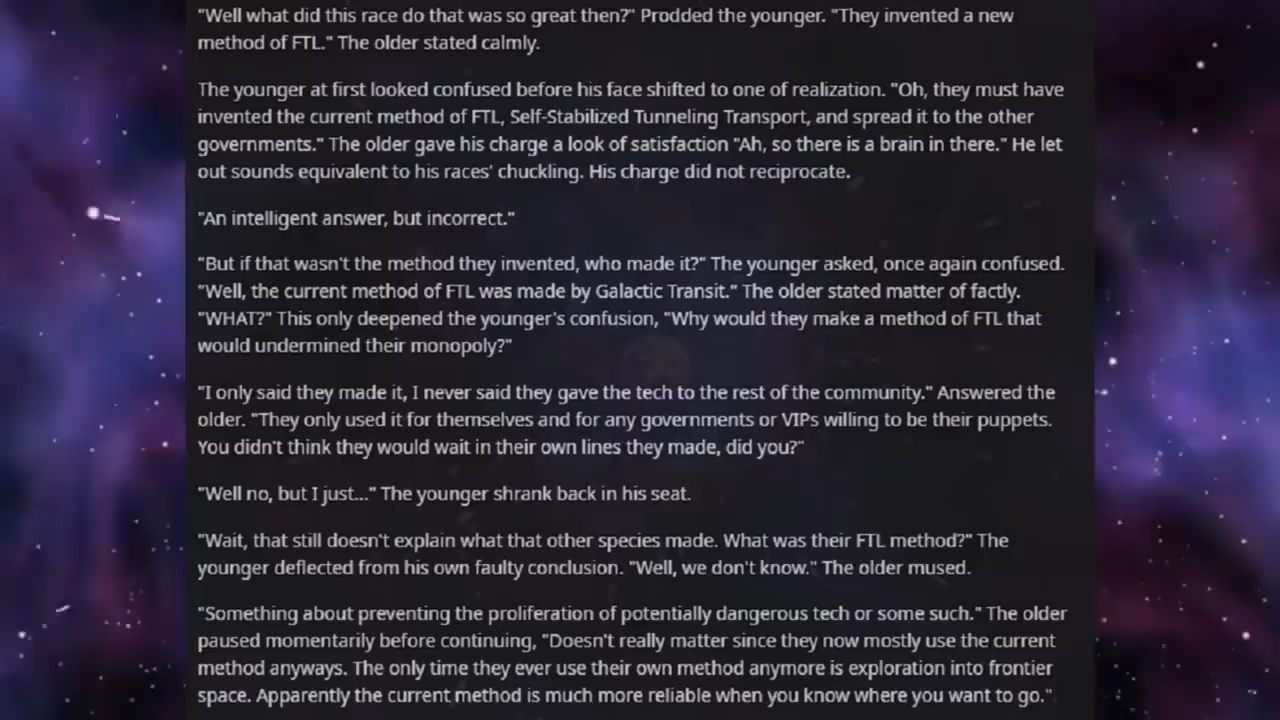 "Well what did this race do that was so great then?" Prodded the younger. "They invented a new
method of FTL." The older stated calmly.
The younger at first looked confused before his face shifted to one of realization. "Oh, they must have
invented the current method of FTL, Self-Stabilized Tunneling Transport, and spread it to the other
governments." The older gave his charge a look of satisfaction "Ah, so there is a brain in there." He let
out sounds equivalent to his races' chuckling. His charge did not reciprocate.
"An intelligent answer, but incorrect."
"But if that wasn't the method they invented, who made it?" The younger asked, once again confused.
"Well, the current method of FTL was made by Galactic Transit." The older stated matter of factly.
"WHAT?" This only deepened the younger's confusion, "Why would they make a method of FTL that
would undermined their monopoly?"
"I only said they made it, I never said they gave the tech to the rest of the community." Answered the
older. "They only used it for themselves and for any governments or VIPs willing to be their puppets.
You didn't think they would wait in their own lines they made, did you?"
"Well no, but I just..." The younger shrank back in his seat.
"Wait, that still doesn't explain what that other species made. What was their FTL method?" The
younger deflected from his own faulty conclusion. "Well, we don't know." The older mused.
"Something about preventing the proliferation of potentially dangerous tech or some such." The older
paused momentarily before continuing, "Doesn't really matter since they now mostly use the current
method anyways. The only time they ever use their own method anymore is exploration into frontier
space. Apparently the current method is much more reliable when you know where you want to go."